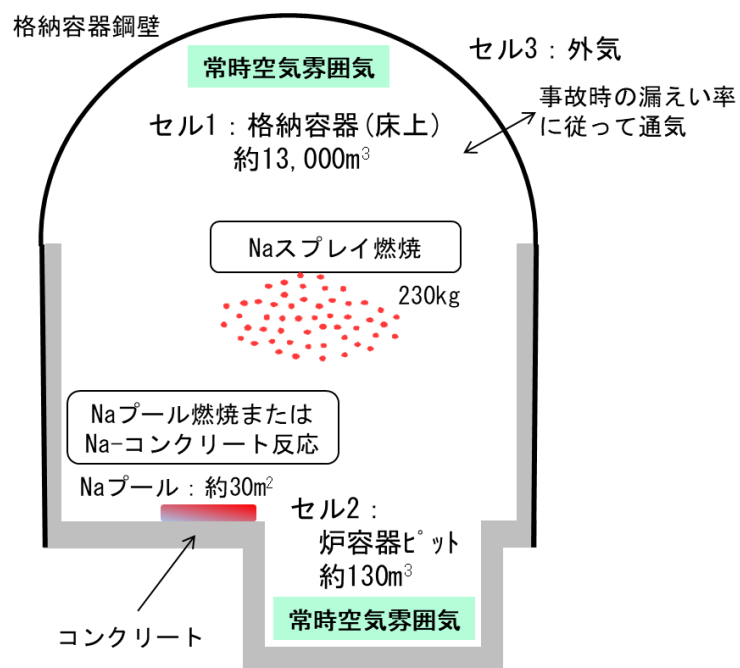 格納容器鋼壁
常時空気雰囲気
セル3：外気
セル1：格納容器(床上)
約13,000m³
事故時の漏えい率
に従って通気
Naスプレイ燃焼
230kg
Naプール燃焼または
Na-コンクリート反応
Naプール：約30m²
セル2：
炉容器ﾋﾟｯﾄ
約130m³
常時空気雰囲気
コンクリート